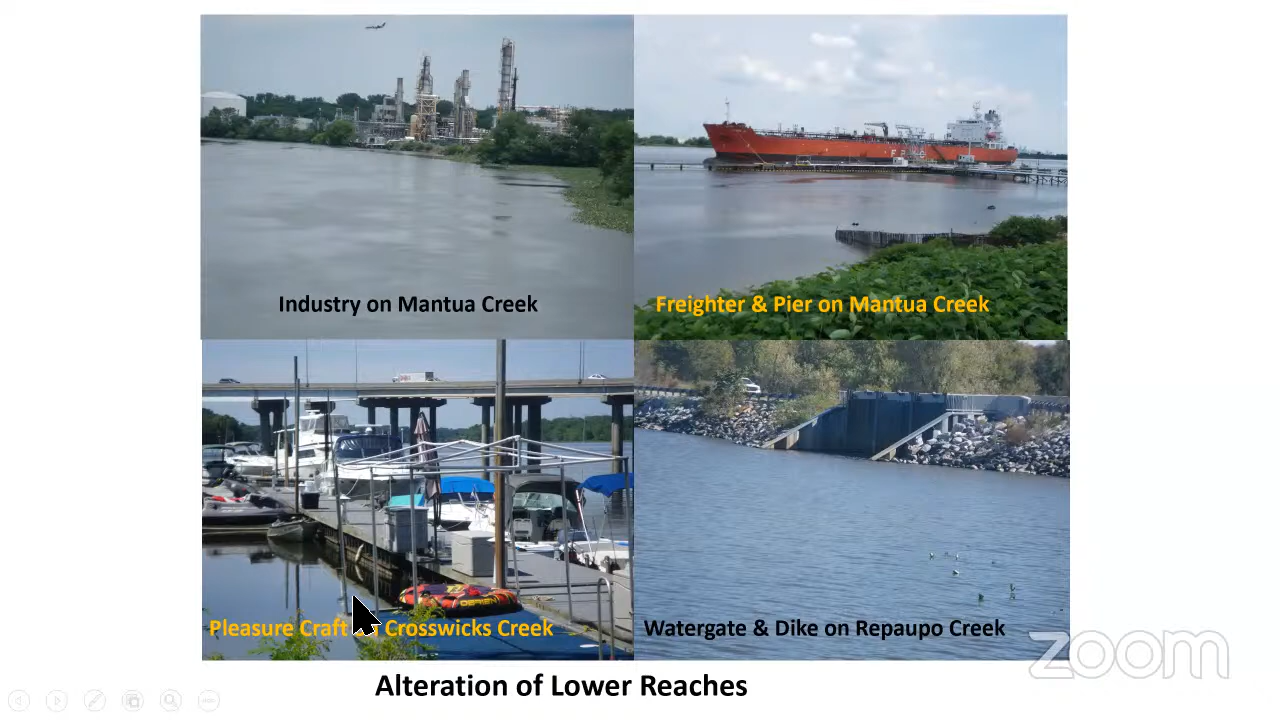 Industry on Mantua Creek
Freighter & Pier on Mantua Creek
O'BRIEN
Pleasure Craft Crosswicks Creek
Watergate & Dike on Repaupo Creek
zoom
Alteration of Lower Reaches